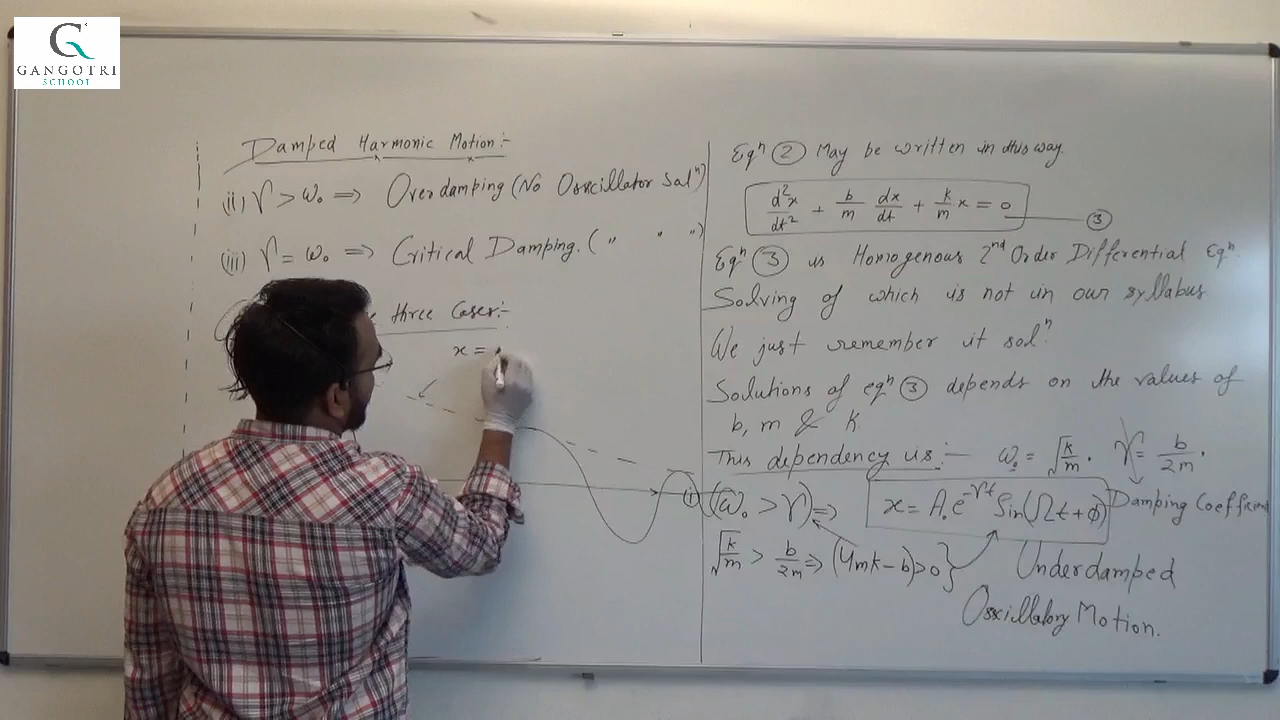 GANGOTRI
SCHOOL
Damped Harmonic Motion:-
(ii) γ > ω₀ ⟹ Overdamping (No Osscillator Solⁿ)
(iii) γ = ω₀ ⟹ Critical Damping. ( " " ")
three Cases:-
x =
Eqⁿ ② May be written in this way
d²x/dt² + b/m dx/dt + k/m x = 0 — ③
Eqⁿ ③ is Homogenous 2nd Order Differential Eqⁿ.
Solving of which is not in our syllabus
We just remember it solⁿ.
Solutions of eqⁿ ③ depends on the values of
b, m & k
This dependency is:- ω₀ = √(k/m) . γ = b/2m .
(i) (ω₀ > γ) ⟹ x = A₀e^(-γt) Sin(Ωt + φ) Damping Coefficient
√(k/m) > b/2m ⟹ (4mk - b) > 0} Underdamped
Osscillatory Motion.